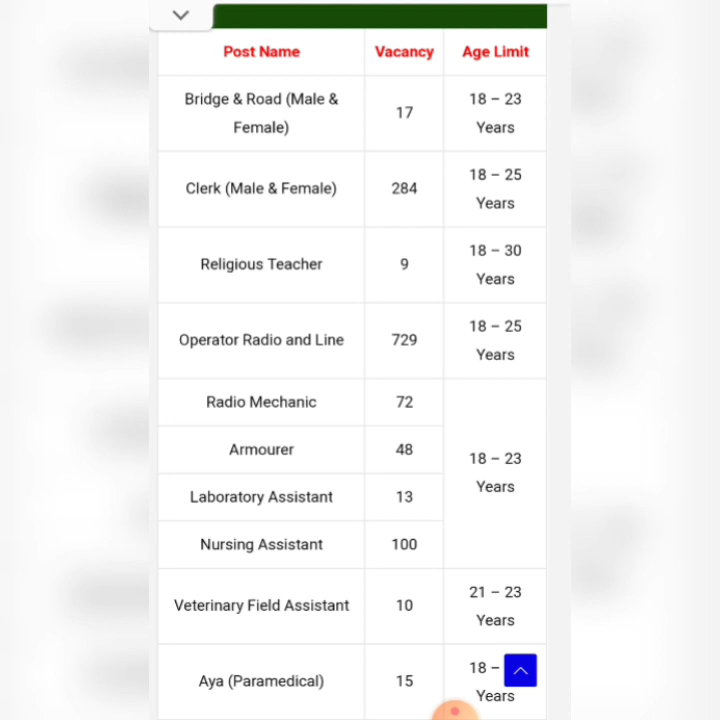 Post Name Vacancy Age Limit
Bridge & Road (Male &
Female) 17 18 – 23
Years
Clerk (Male & Female) 284 18 – 25
Years
Religious Teacher 9 18 – 30
Years
Operator Radio and Line 729 18 – 25
Years
Radio Mechanic 72
Armourer 48
18 – 23
Years
Laboratory Assistant 13
Nursing Assistant 100
Veterinary Field Assistant 10 21 – 23
Years
Aya (Paramedical) 15 18 –
Years